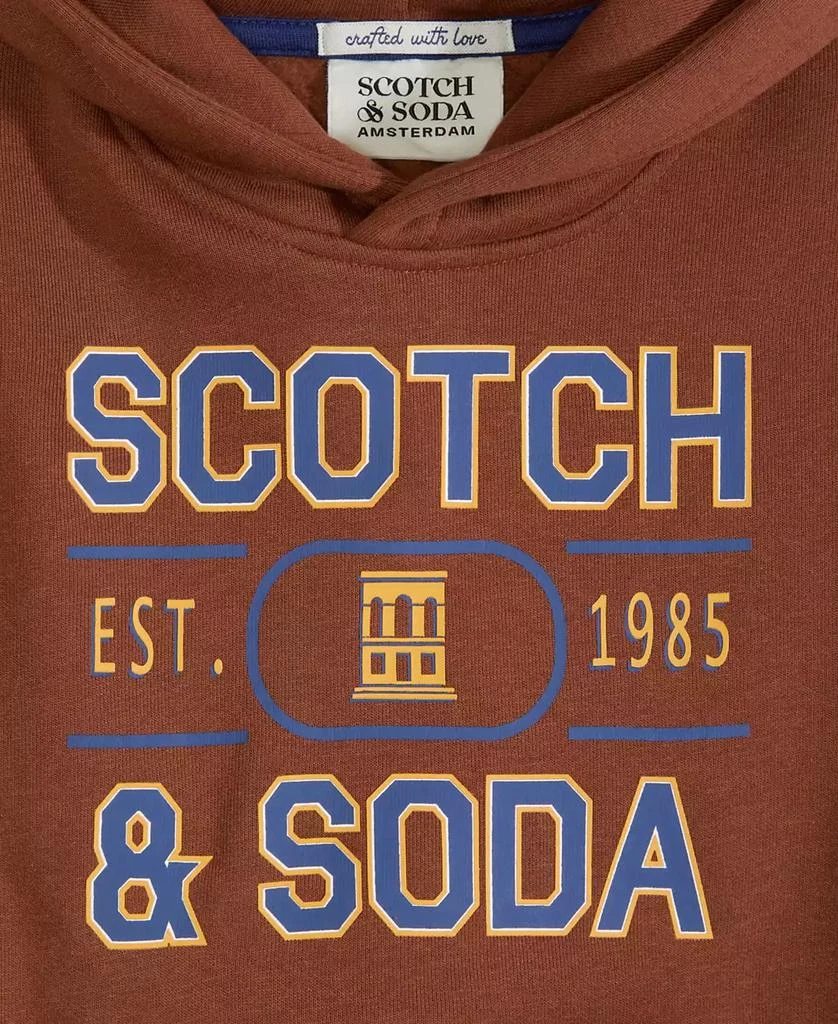 crafted with love
SCOTCH
& SODA
AMSTERDAM
SCOTCH
EST. 1985
& SODA